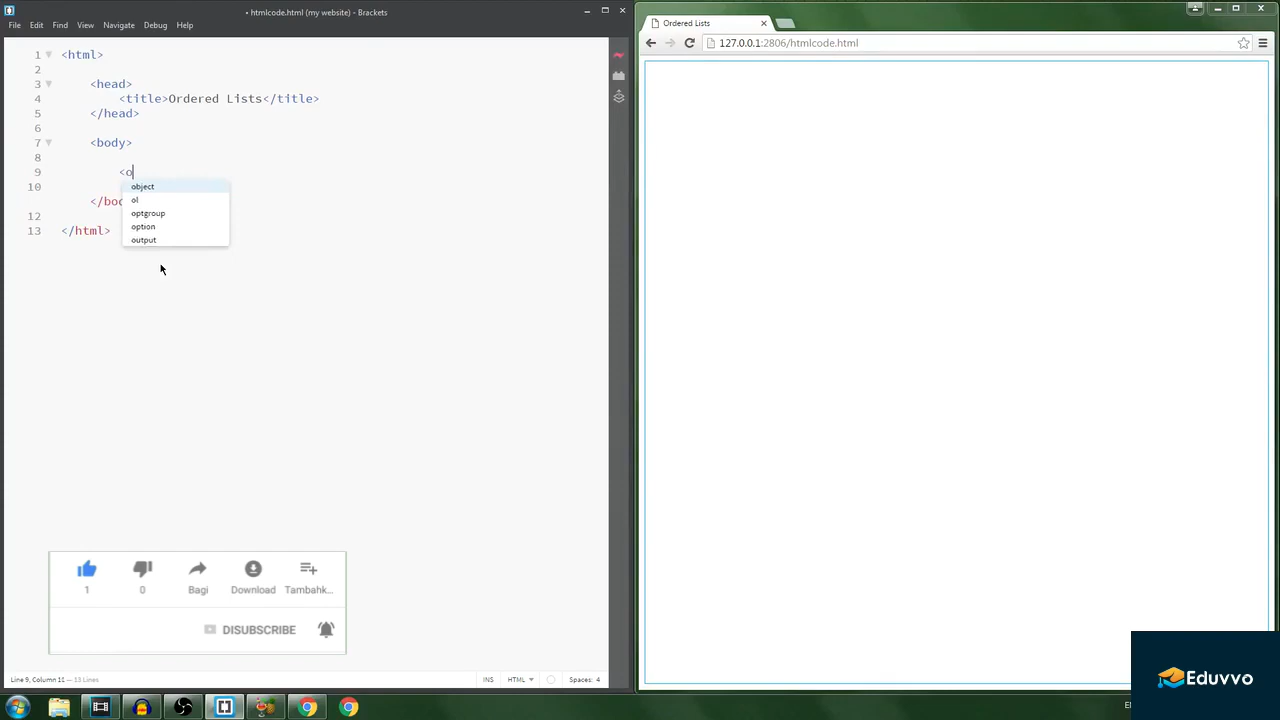 • htmlcode.html (my website) - Brackets
File Edit Find View Navigate Debug Help
1 <html>
2
3 <head>
4 <title>Ordered Lists</title>
5 </head>
6
7 <body>
8
9 <o
10
</bod
12
13 </html>
object
ol
optgroup
option
output
1 0 Bagi Download Tambahk...
DISUBSCRIBE
Line 9, Column 11 — 13 Lines
INS HTML Spaces: 4
Ordered Lists
127.0.0.1:2806/htmlcode.html
Eduvvo